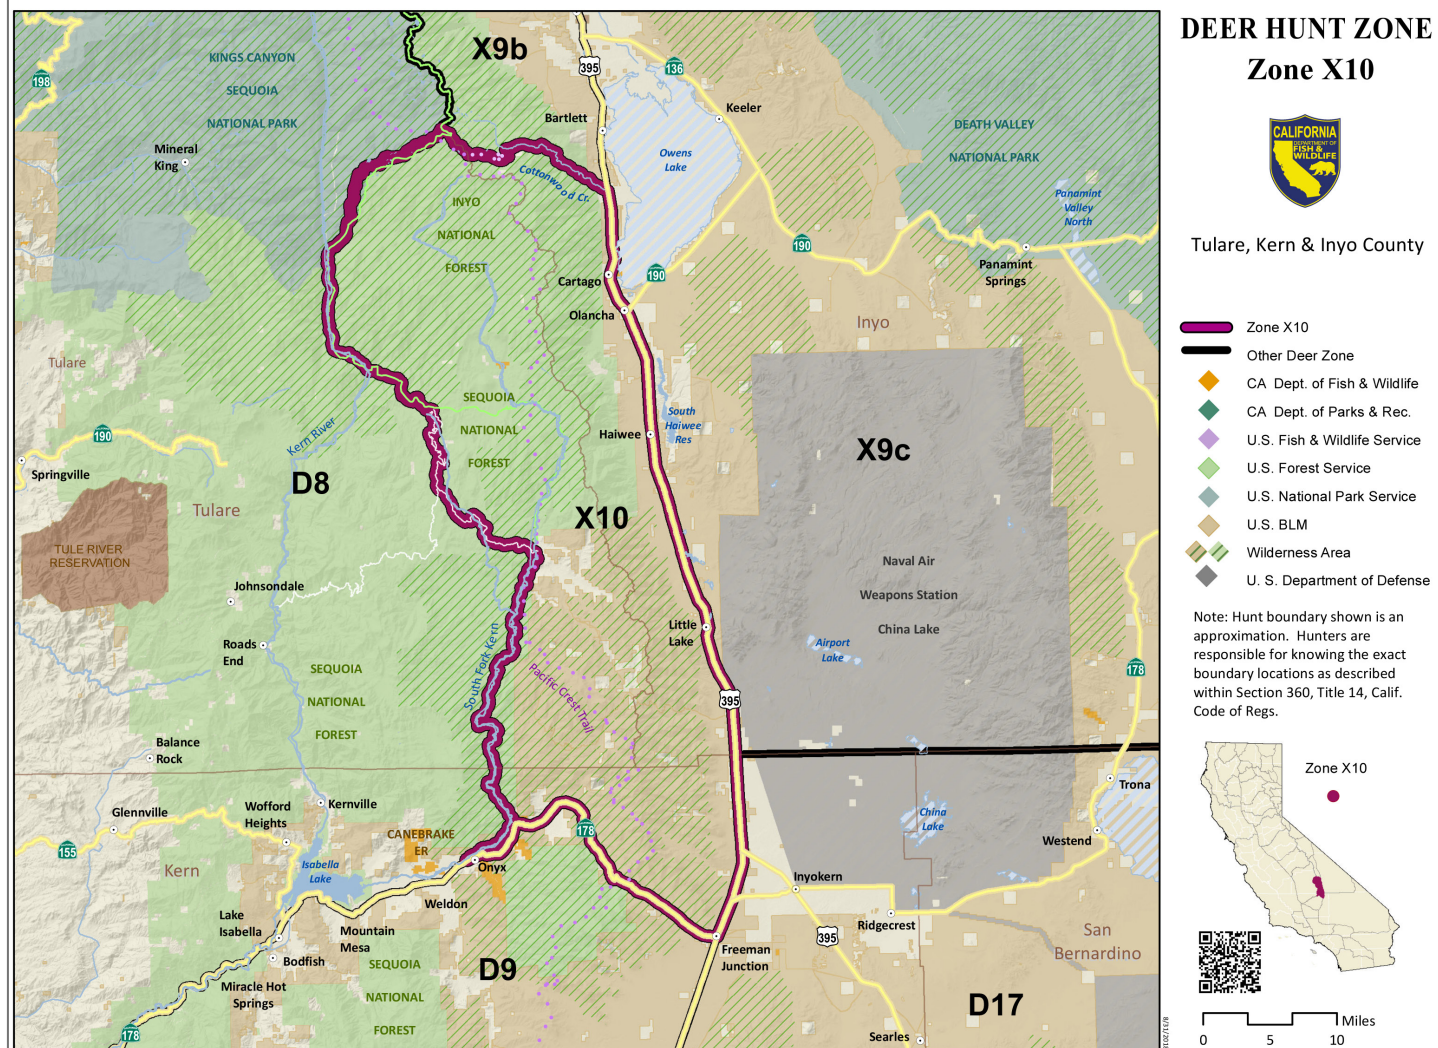 DEER HUNT ZONE
Zone X10
CALIFORNIA
DEPARTMENT OF
FISH &
WILDLIFE
Tulare, Kern & Inyo County
Zone X10
Other Deer Zone
CA Dept. of Fish & Wildlife
CA Dept. of Parks & Rec.
U.S. Fish & Wildlife Service
U.S. Forest Service
U.S. National Park Service
U.S. BLM
Wilderness Area
U. S. Department of Defense
Note: Hunt boundary shown is an
approximation. Hunters are
responsible for knowing the exact
boundary locations as described
within Section 360, Title 14, Calif.
Code of Regs.
Zone X10
Miles
0 5 10
X9b
KINGS CANYON
SEQUOIA
NATIONAL PARK
198
395
136
Keeler
Bartlett
Owens
Lake
DEATH VALLEY
NATIONAL PARK
Mineral
King
Cottonwood Cr.
INYO
NATIONAL
FOREST
Panamint
Valley
North
190
190
Panamint
Springs
Cartago
Olancha
Inyo
Tulare
SEQUOIA
NATIONAL
FOREST
South
Haiwee
Res
Haiwee
Kern River
190
Springville
D8
X9c
Tulare
X10
TULE RIVER
RESERVATION
Naval Air
Weapons Station
China Lake
Johnsondale
Little
Lake
Airport
Lake
Roads
End
South Fork Kern
Pacific Crest Trail
178
SEQUOIA
NATIONAL
FOREST
395
Balance
Rock
Trona
Glennville
Wofford
Heights
Kernville
CANEBRAKE
ER
178
China
Lake
Westend
155
Kern
Isabella
Lake
Onyx
Inyokern
Weldon
Lake
Isabella
Mountain
Mesa
Ridgecrest
395
San
Bernardino
Freeman
Junction
Bodfish
SEQUOIA
NATIONAL
FOREST
D9
Miracle Hot
Springs
D17
178
Searles